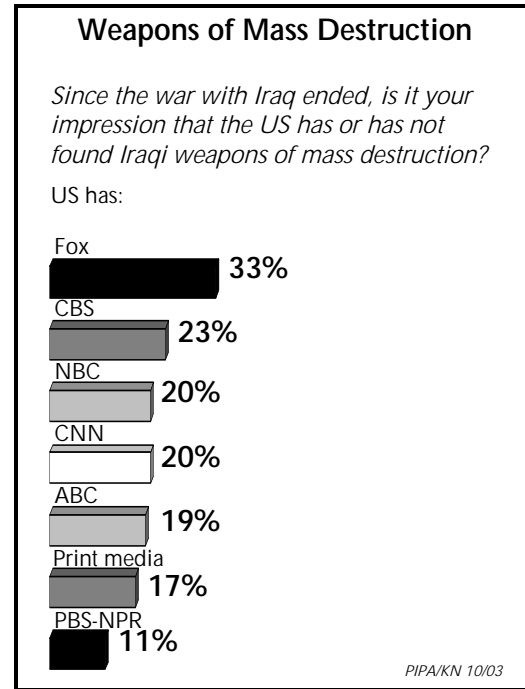 Weapons of Mass Destruction
Since the war with Iraq ended, is it your
impression that the US has or has not
found Iraqi weapons of mass destruction?
US has:
Fox
33%
CBS
23%
NBC
20%
CNN
20%
ABC
19%
Print media
17%
PBS-NPR
11%
PIPA/KN 10/03